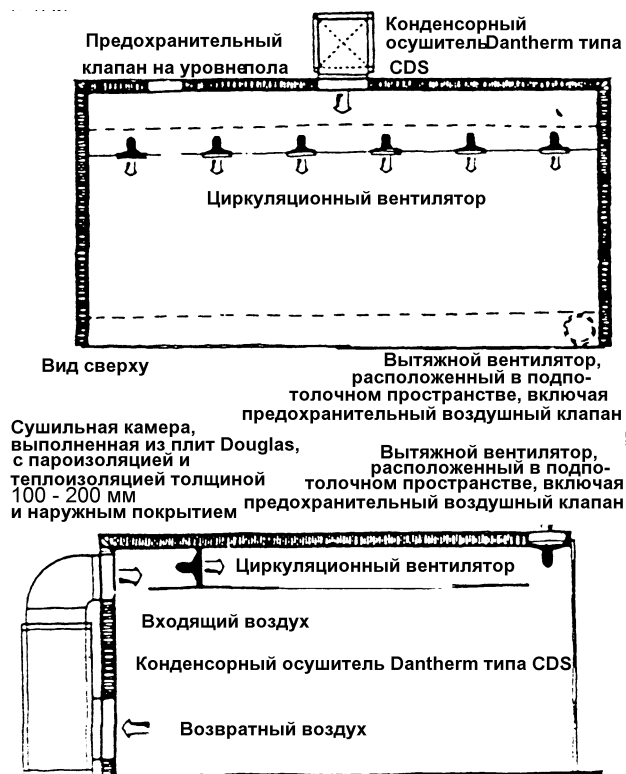 Предохранительный
клапан на уровнепола
Конденсорный
осушительDantherm типа
CDS
Циркуляционный вентилятор
Вид сверху
Вытяжной вентилятор,
расположенный в подпо-
толочном пространстве, включая
предохранительный воздушный клапан
Сушильная камера,
выполненная из плит Douglas,
с пароизоляцией и
теплоизоляцией толщиной
100 - 200 мм
и наружным покрытием
Вытяжной вентилятор,
расположенный в подпо-
толочном пространстве, включая
предохранительный воздушный клапан
Циркуляционный вентилятор
Входящий воздух
Конденсорный осушитель Dantherm типа CDS
Возвратный воздух